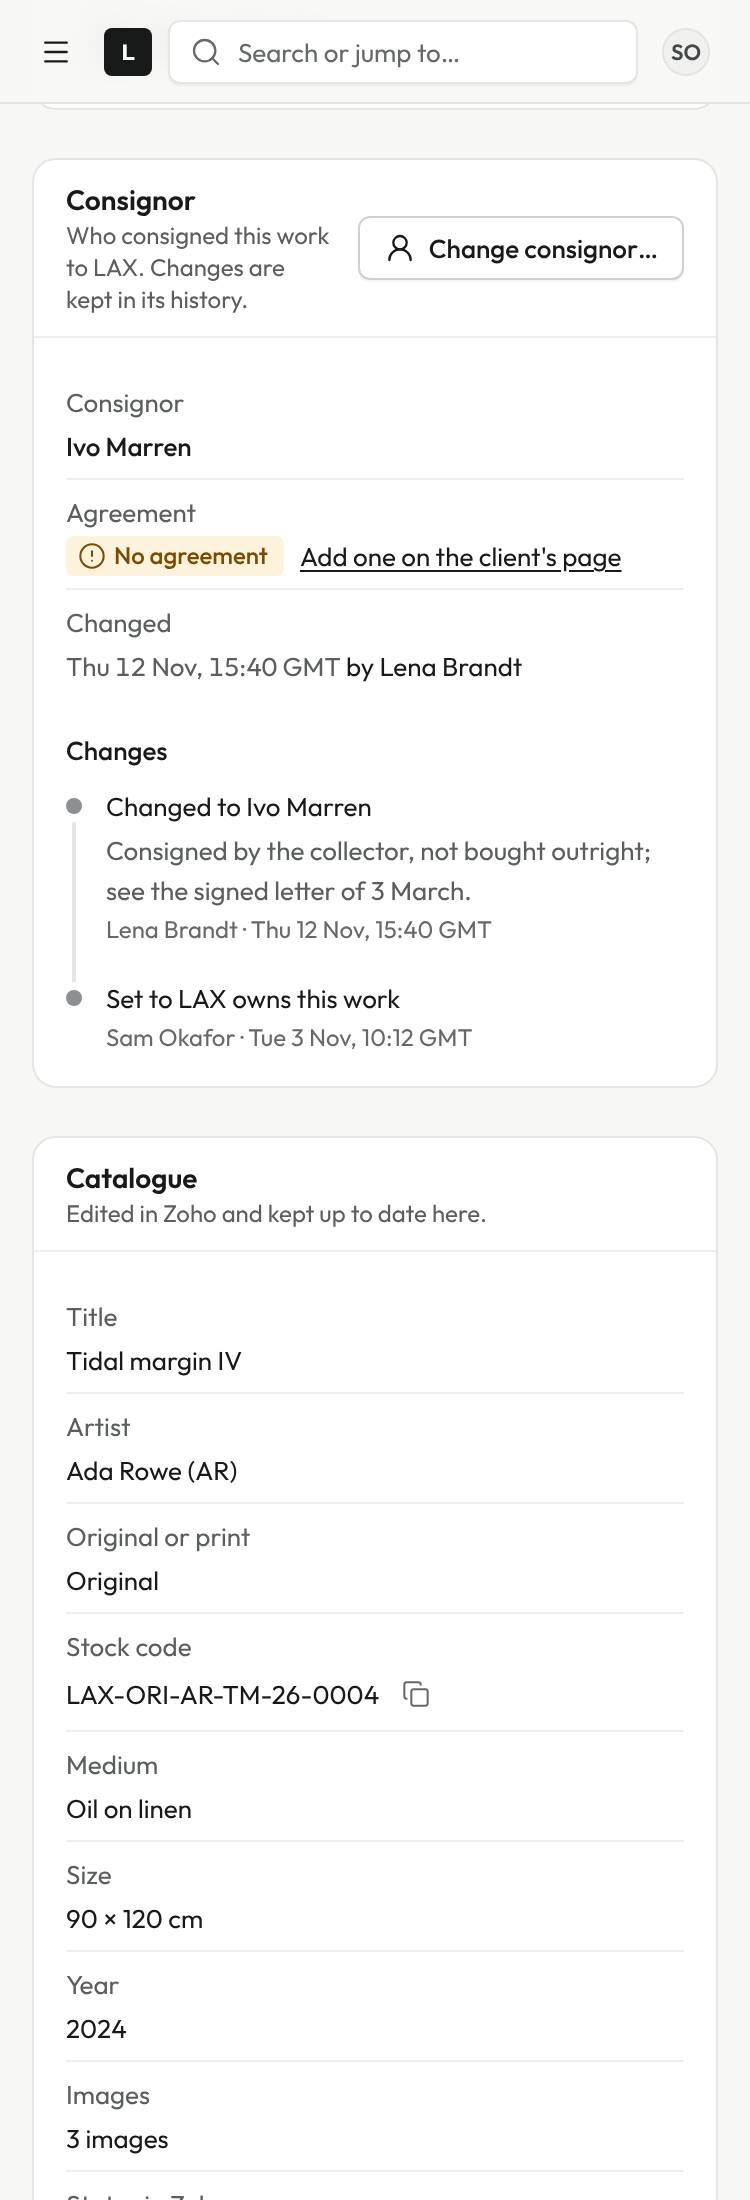 L
Search or jump to...
SO
Consignor
Who consigned this work
to LAX. Changes are
kept in its history.
Change consignor...
Consignor
Ivo Marren
Agreement
No agreement
Add one on the client's page
Changed
Thu 12 Nov, 15:40 GMT by Lena Brandt
Changes
Changed to Ivo Marren
Consigned by the collector, not bought outright;
see the signed letter of 3 March.
Lena Brandt · Thu 12 Nov, 15:40 GMT
Set to LAX owns this work
Sam Okafor · Tue 3 Nov, 10:12 GMT
Catalogue
Edited in Zoho and kept up to date here.
Title
Tidal margin IV
Artist
Ada Rowe (AR)
Original or print
Original
Stock code
LAX-ORI-AR-TM-26-0004
Medium
Oil on linen
Size
90 × 120 cm
Year
2024
Images
3 images